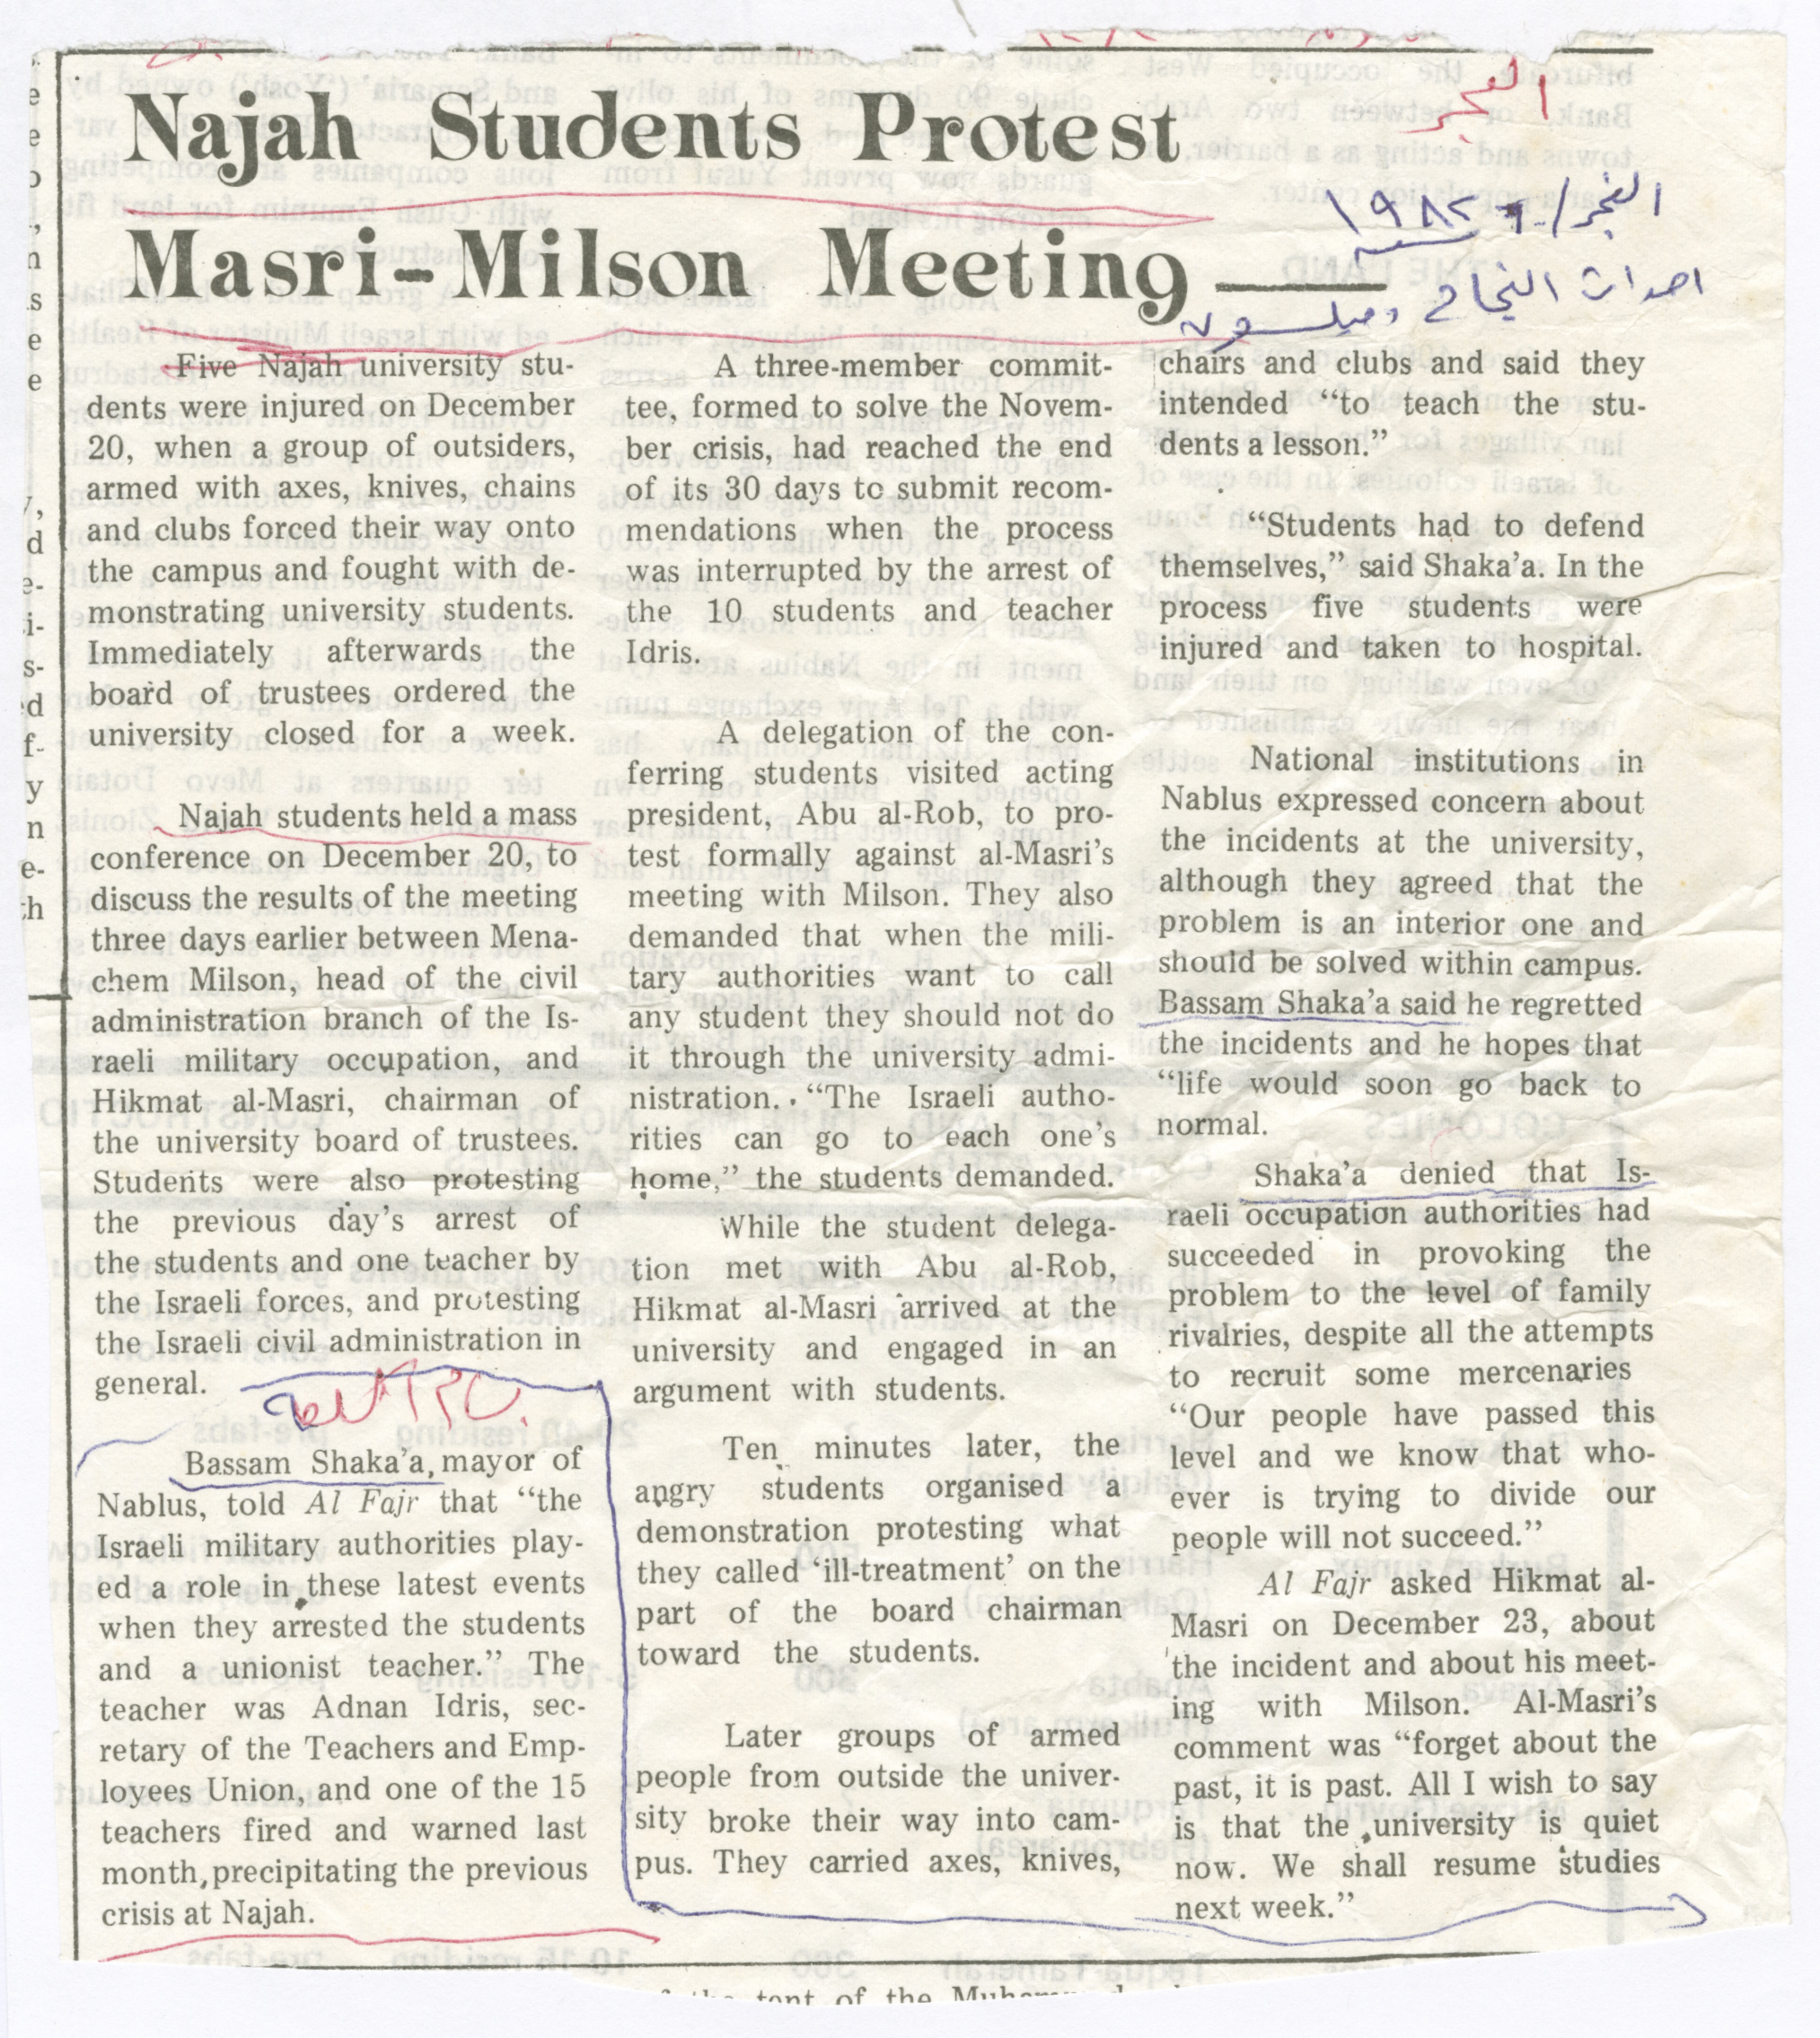 Najah Students Protest
Masri-Milson Meeting
الفجر
الفجر/ ١٩٨٢
احداث النجاح وميلسون
Five Najah university stu-
dents were injured on December
20, when a group of outsiders,
armed with axes, knives, chains
and clubs forced their way onto
the campus and fought with de-
monstrating university students.
Immediately afterwards the
board of trustees ordered the
university closed for a week.
Najah students held a mass
conference on December 20, to
discuss the results of the meeting
three days earlier between Mena-
chem Milson, head of the civil
administration branch of the Is-
raeli military occupation, and
Hikmat al-Masri, chairman of
the university board of trustees.
Students were also protesting
the previous day's arrest of
the students and one teacher by
the Israeli forces, and protesting
the Israeli civil administration in
general.
Bassam Shaka'a, mayor of
Nablus, told Al Fajr that “the
Israeli military authorities play-
ed a role in these latest events
when they arrested the students
and a unionist teacher.” The
teacher was Adnan Idris, sec-
retary of the Teachers and Emp-
loyees Union, and one of the 15
teachers fired and warned last
month, precipitating the previous
crisis at Najah.
A three-member commit-
tee, formed to solve the Novem-
ber crisis, had reached the end
of its 30 days to submit recom-
mendations when the process
was interrupted by the arrest of
the 10 students and teacher
Idris.
A delegation of the con-
ferring students visited acting
president, Abu al-Rob, to pro-
test formally against al-Masri's
meeting with Milson. They also
demanded that when the mili-
tary authorities want to call
any student they should not do
it through the university admi-
nistration. “The Israeli autho-
rities can go to each one's
home,” the students demanded.
While the student delega-
tion met with Abu al-Rob,
Hikmat al-Masri arrived at the
university and engaged in an
argument with students.
Ten minutes later, the
angry students organised a
demonstration protesting what
they called ‘ill-treatment’ on the
part of the board chairman
toward the students.
Later groups of armed
people from outside the univer-
sity broke their way into cam-
pus. They carried axes, knives,
chairs and clubs and said they
intended “to teach the stu-
dents a lesson.”
“Students had to defend
themselves,” said Shaka'a. In the
process five students were
injured and taken to hospital.
National institutions in
Nablus expressed concern about
the incidents at the university,
although they agreed that the
problem is an interior one and
should be solved within campus.
Bassam Shaka'a said he regretted
the incidents and he hopes that
“life would soon go back to
normal.
Shaka'a denied that Is-
raeli occupation authorities had
succeeded in provoking the
problem to the level of family
rivalries, despite all the attempts
to recruit some mercenaries
“Our people have passed this
level and we know that who-
ever is trying to divide our
people will not succeed.”
Al Fajr asked Hikmat al-
Masri on December 23, about
the incident and about his meet-
ing with Milson. Al-Masri's
comment was “forget about the
past, it is past. All I wish to say
is that the university is quiet
now. We shall resume studies
next week.”